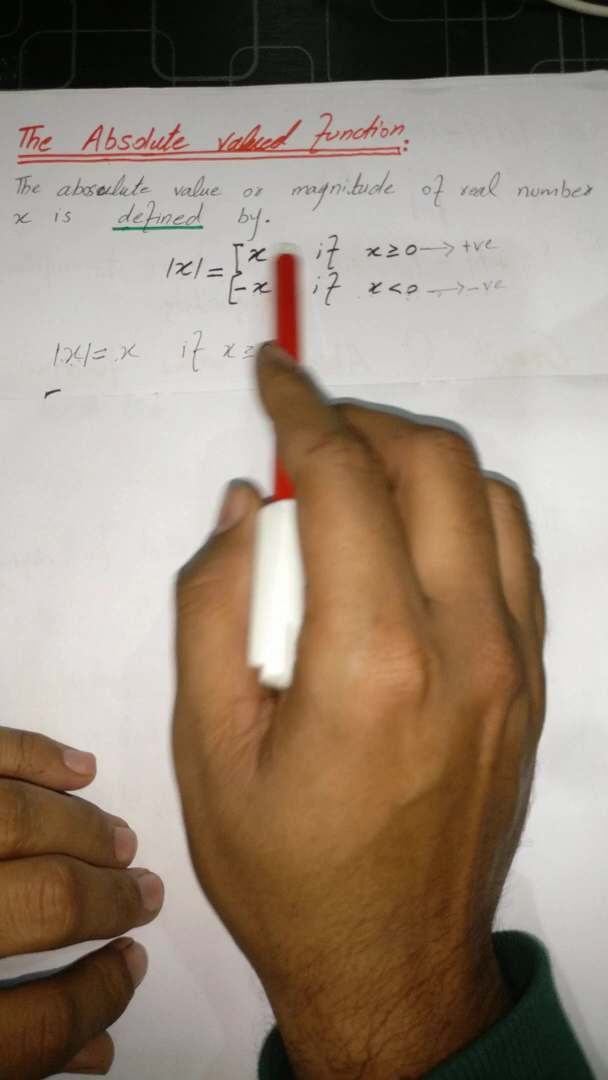 The Absolute valued Function.
The absoulute value or magnitude of real number
x is defined by.
|x| = [x if x ≥ 0 → +ve
[-x if x < 0 → -ve
|x| = x if x ≥